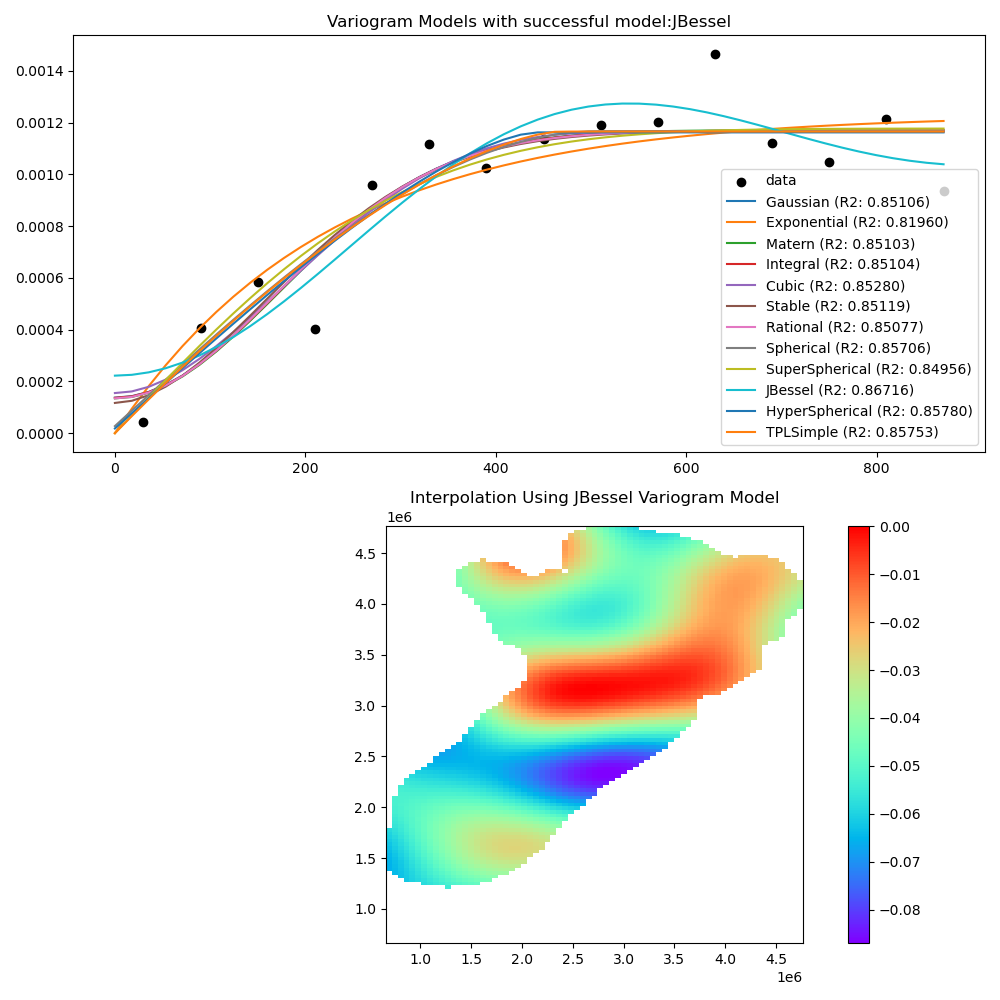 Variogram Models with successful model:JBessel
0.0014
0.0012
0.0010
0.0008
0.0006
0.0004
0.0002
0.0000
data
Gaussian (R2: 0.85106)
Exponential (R2: 0.81960)
Matern (R2: 0.85103)
Integral (R2: 0.85104)
Cubic (R2: 0.85280)
Stable (R2: 0.85119)
Rational (R2: 0.85077)
Spherical (R2: 0.85706)
SuperSpherical (R2: 0.84956)
JBessel (R2: 0.86716)
HyperSpherical (R2: 0.85780)
TPLSimple (R2: 0.85753)
0 200 400 600 800
Interpolation Using JBessel Variogram Model
1e6
4.5
4.0
3.5
3.0
2.5
2.0
1.5
1.0
1.0 1.5 2.0 2.5 3.0 3.5 4.0 4.5
1e6
0.00
−0.01
−0.02
−0.03
−0.04
−0.05
−0.06
−0.07
−0.08